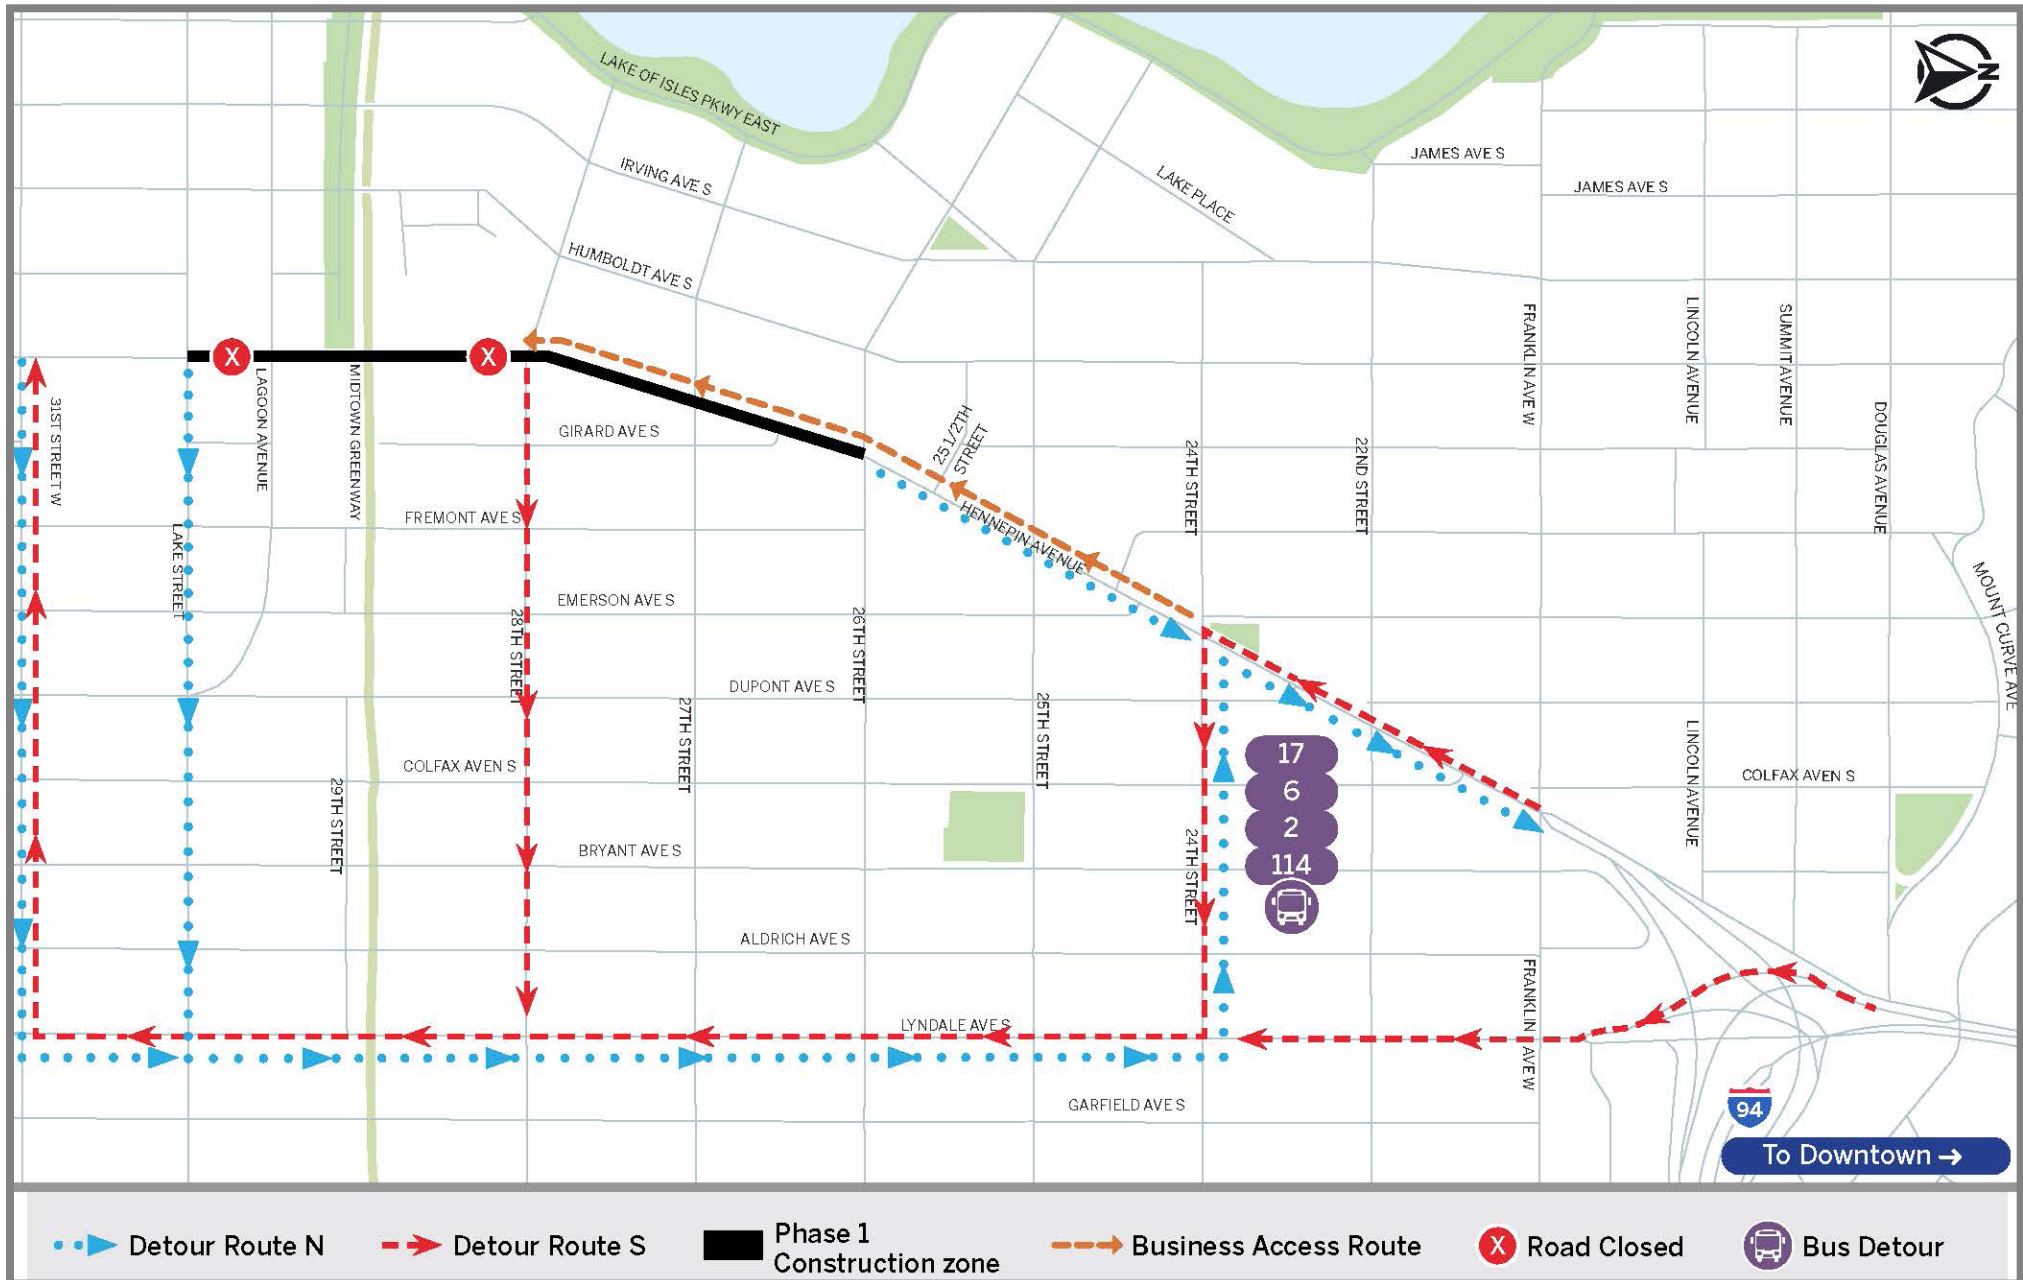 N
LAKE OF ISLES PKWY EAST
IRVING AVE S
LAKE PLACE
JAMES AVE S
JAMES AVE S
HUMBOLDT AVE S
FRANKLIN AVE W
LINCOLN AVENUE
SUMMIT AVENUE
X
X
31ST STREET W
LAGOON AVENUE
MIDTOWN GREENWAY
GIRARD AVE S
25 1/2TH
STREET
24TH STREET
22ND STREET
DOUGLAS AVENUE
LAKE STREET
FREMONT AVE S
HENNEPIN AVENUE
MOUNT CURVE AVE
28TH STREET
EMERSON AVE S
26TH STREET
DUPONT AVE S
27TH STREET
25TH STREET
LINCOLN AVENUE
17
6
2
114
COLFAX AVEN S
COLFAX AVEN S
29TH STREET
BRYANT AVE S
24TH STREET
ALDRICH AVE S
FRANKLIN AVE W
LYNDALE AVE S
GARFIELD AVE S
94
To Downtown →
Detour Route N
Detour Route S
Phase 1
Construction zone
Business Access Route
X
Road Closed
Bus Detour